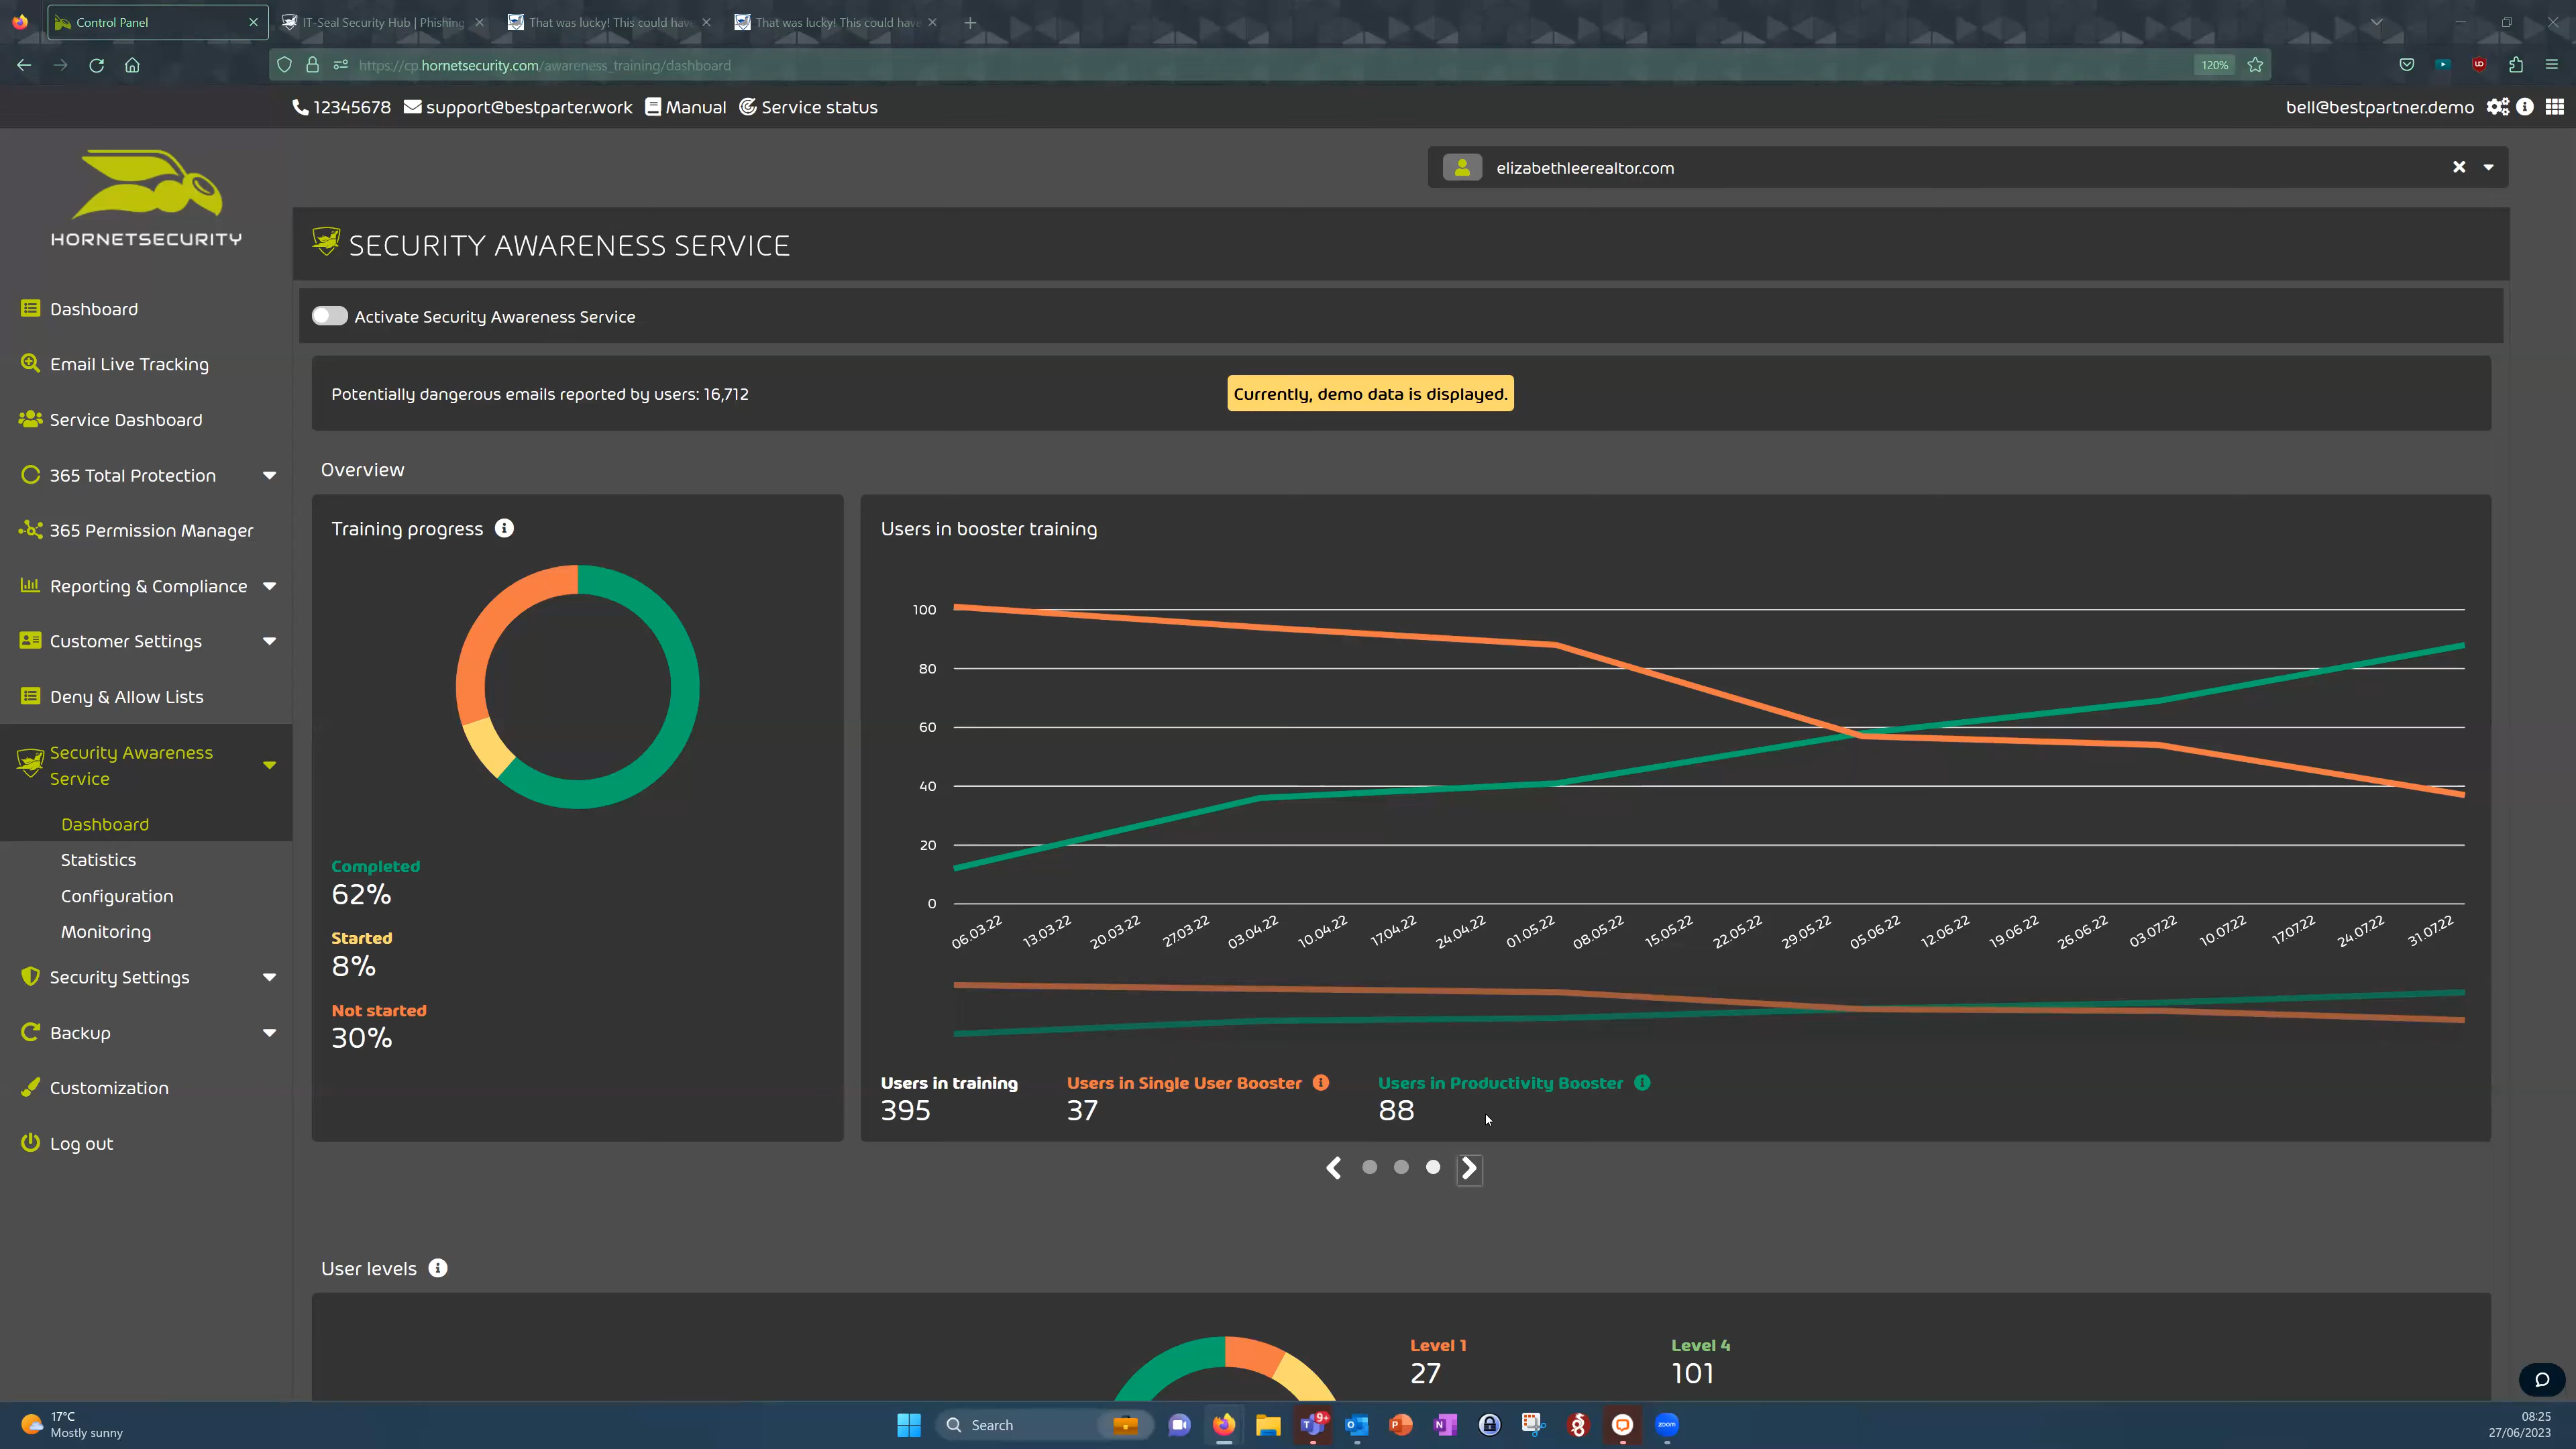 Control Panel
IT-Seal Security Hub | Phishing
That was lucky! This could have
That was lucky! This could have
https://cp.hornetsecurity.com/awareness_training/dashboard
120%
12345678 support@bestparter.work Manual Service status
bell@bestpartner.demo
HORNETSECURITY
elizabethleerealtor.com
SECURITY AWARENESS SERVICE
Activate Security Awareness Service
Potentially dangerous emails reported by users: 16,712
Currently, demo data is displayed.
Dashboard
Email Live Tracking
Service Dashboard
365 Total Protection
365 Permission Manager
Reporting & Compliance
Customer Settings
Deny & Allow Lists
Security Awareness
Service
Dashboard
Statistics
Configuration
Monitoring
Security Settings
Backup
Customization
Log out
Overview
Training progress
Completed
62%
Started
8%
Not started
30%
Users in booster training
100
80
60
40
20
0
06.03.22 13.03.22 20.03.22 27.03.22 03.04.22 10.04.22 17.04.22 24.04.22 01.05.22 08.05.22 15.05.22 22.05.22 29.05.22 05.06.22 12.06.22 19.06.22 26.06.22 03.07.22 10.07.22 17.07.22 24.07.22 31.07.22
Users in training
395
Users in Single User Booster
37
Users in Productivity Booster
88
User levels
Level 1
27
Level 4
101
17°C
Mostly sunny
Search
9+
zoom
08:25
27/06/2023